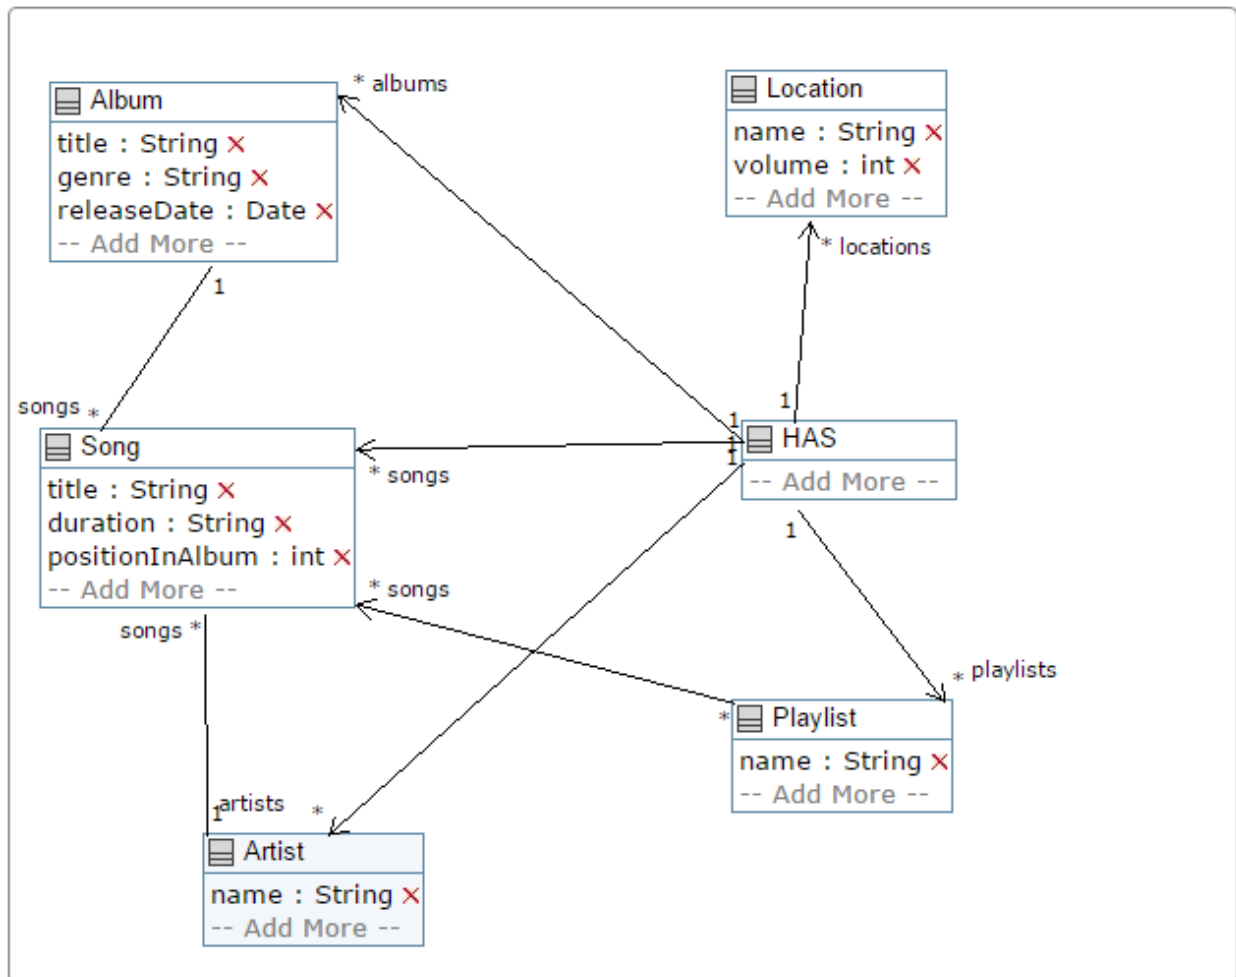 * albums
Album
title : String ✕
genre : String ✕
releaseDate : Date ✕
-- Add More --
1
Location
name : String ✕
volume : int ✕
-- Add More --
* locations
1
songs *
Song
title : String ✕
duration : String ✕
positionInAlbum : int ✕
-- Add More --
* songs
1
1
1
HAS
-- Add More --
1
* songs
songs *
* playlists
*
Playlist
name : String ✕
-- Add More --
1
artists *
Artist
name : String ✕
-- Add More --